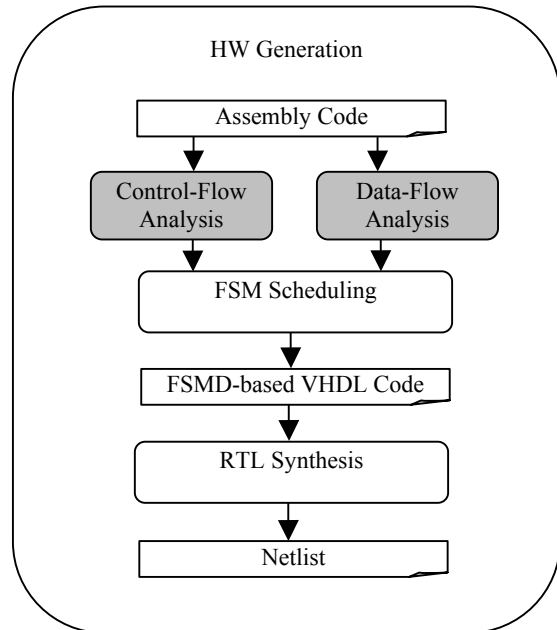 HW Generation
Assembly Code
Control-Flow
Analysis
Data-Flow
Analysis
FSM Scheduling
FSMD-based VHDL Code
RTL Synthesis
Netlist